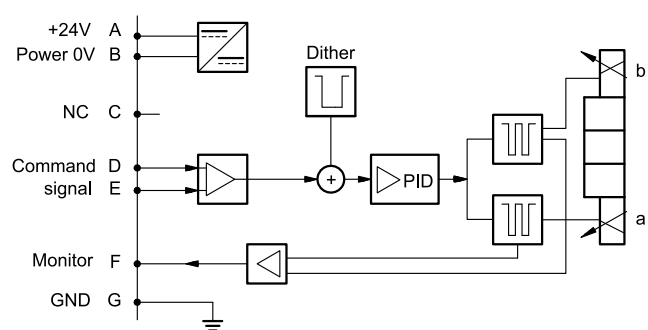 +24V A
Power 0V B
Dither
b
NC C
Command D
signal E
+
PID
a
Monitor F
GND G